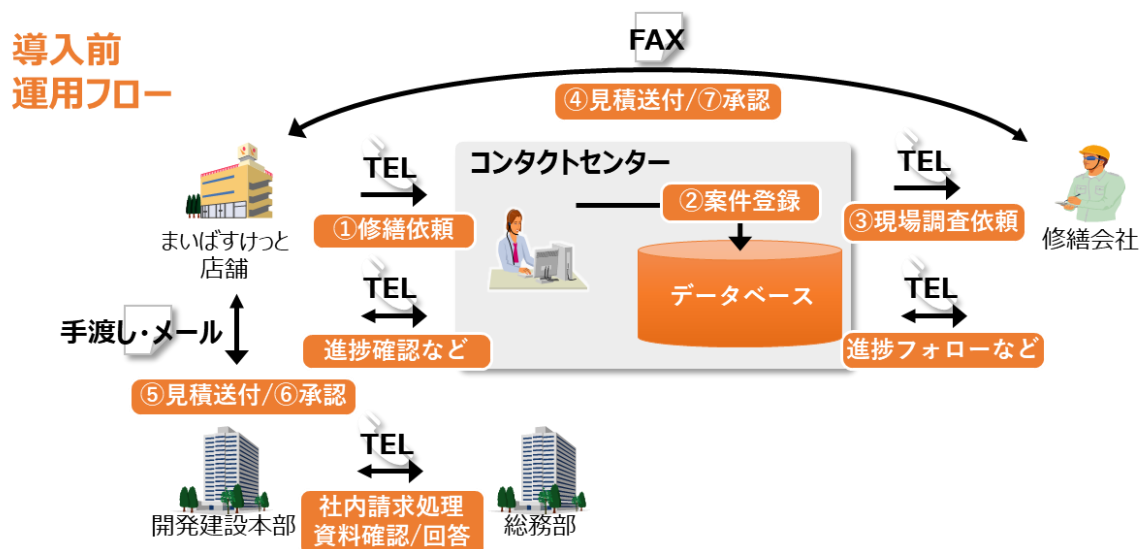 導入前
運用フロー
FAX
④見積送付/⑦承認
TEL
①修繕依頼
コンタクトセンター
②案件登録
データベース
TEL
③現場調査依頼
まいばすけっと
店舗
修繕会社
TEL
進捗確認など
TEL
進捗フォローなど
手渡し・メール
⑤見積送付/⑥承認
TEL
社内請求処理
資料確認/回答
開発建設本部
総務部